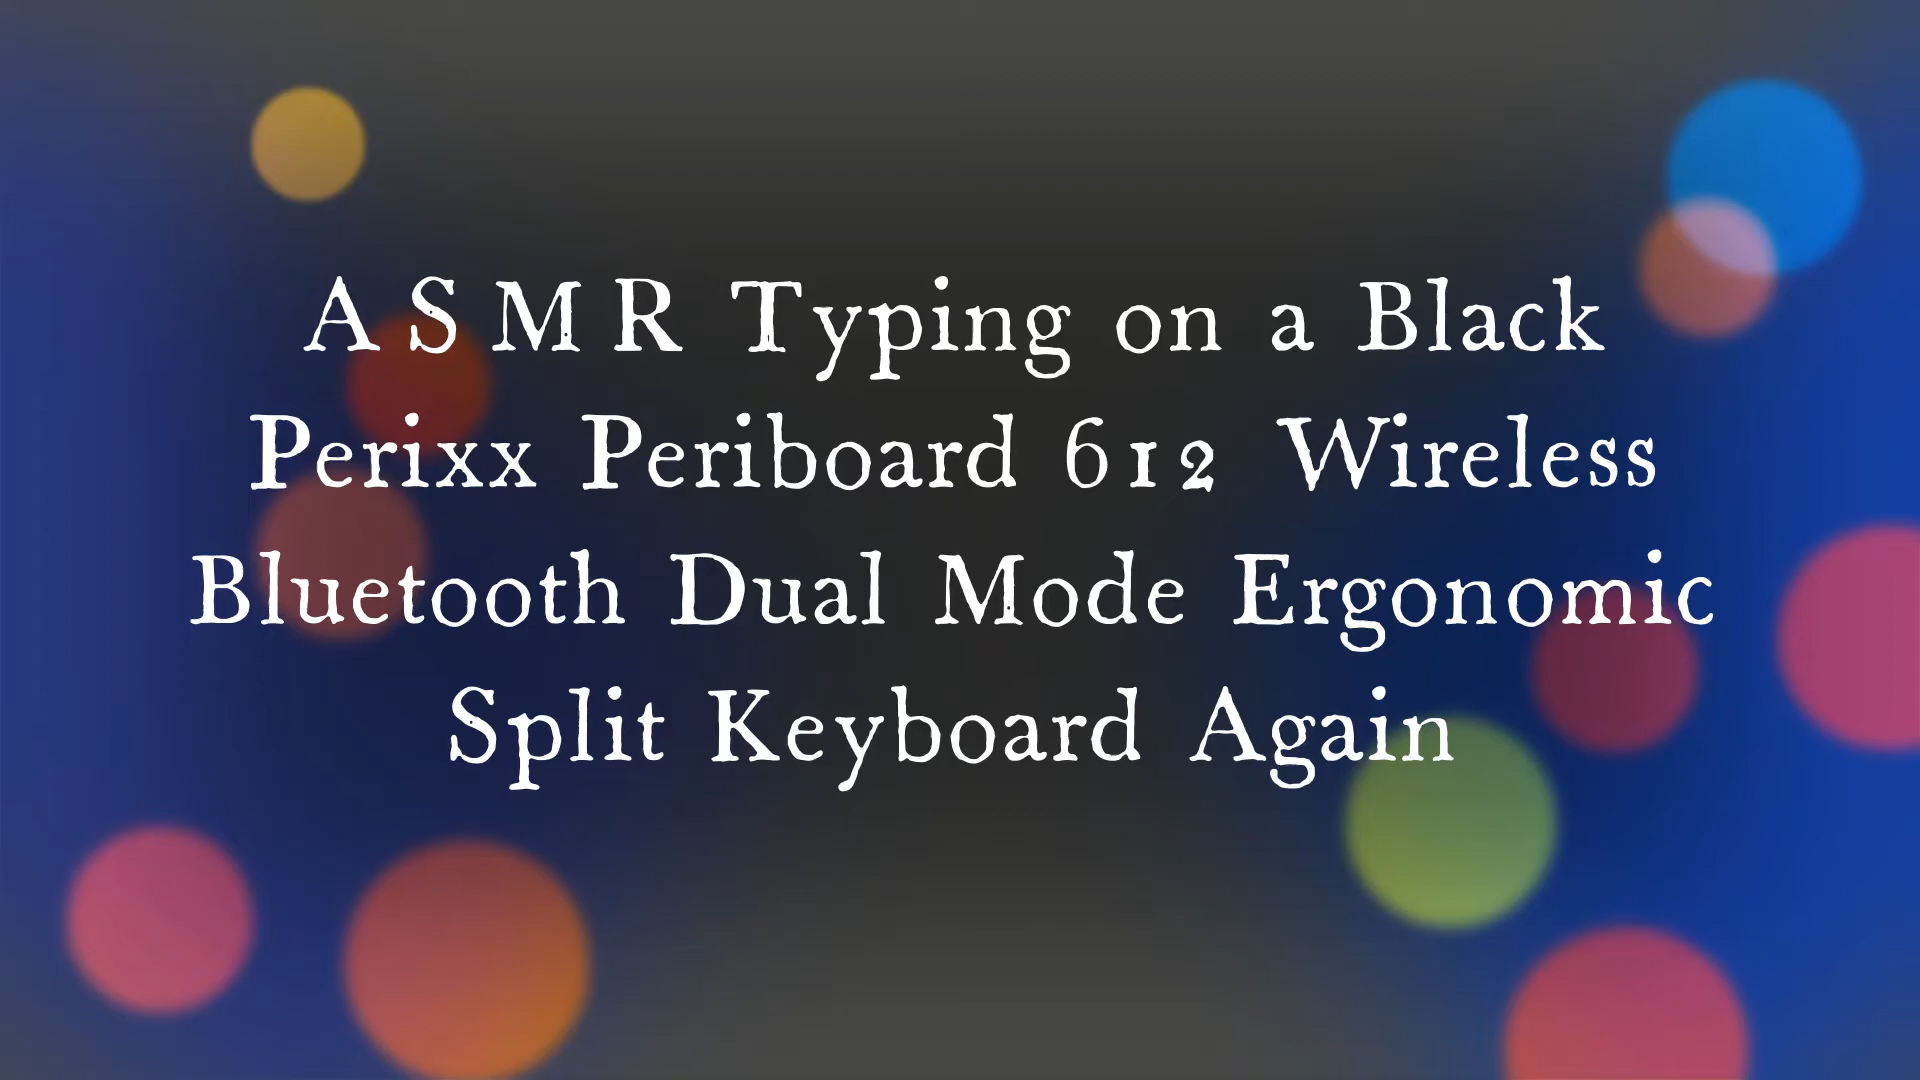 A S M R Typing on a Black
Perixx Periboard 612 Wireless
Bluetooth Dual Mode Ergonomic
Split Keyboard Again